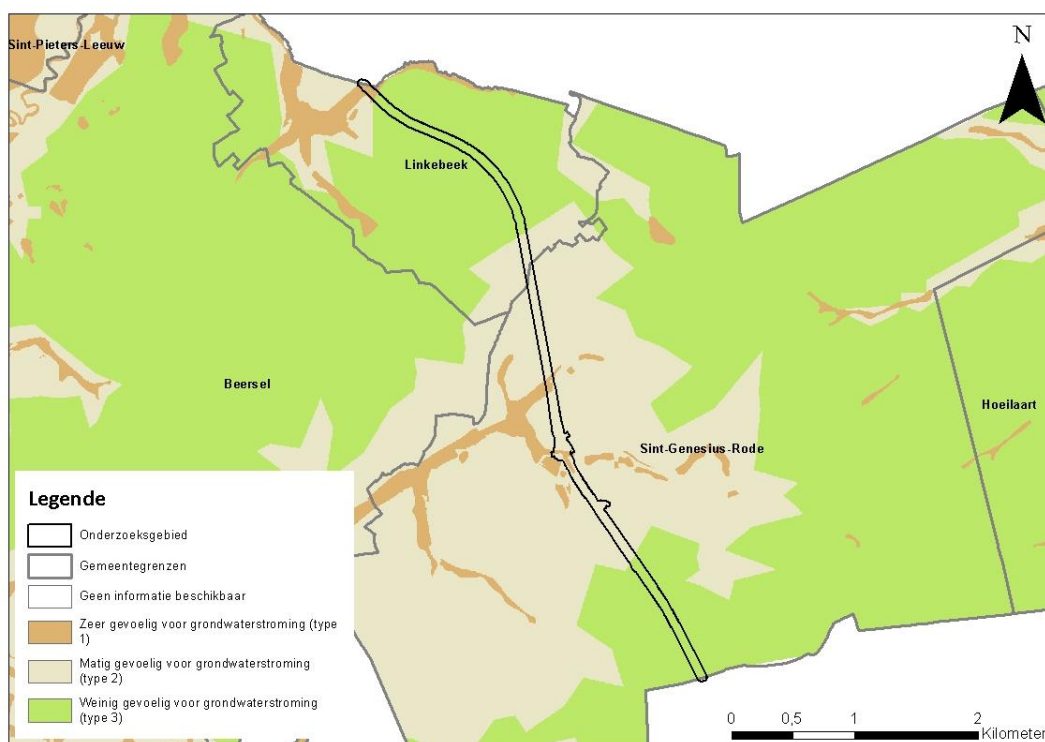 Sint-Pieters-Leeuw
N
Linkebeek
Beersel
Hoeilaart
Sint-Genesius-Rode
Legende
Onderzoeksgebied
Gemeentegrenzen
Geen informatie beschikbaar
Zeer gevoelig voor grondwaterstroming (type
1)
Matig gevoelig voor grondwaterstroming
(type 2)
Weinig gevoelig voor grondwaterstroming
(type 3)
0 0,5 1 2
Kilometer